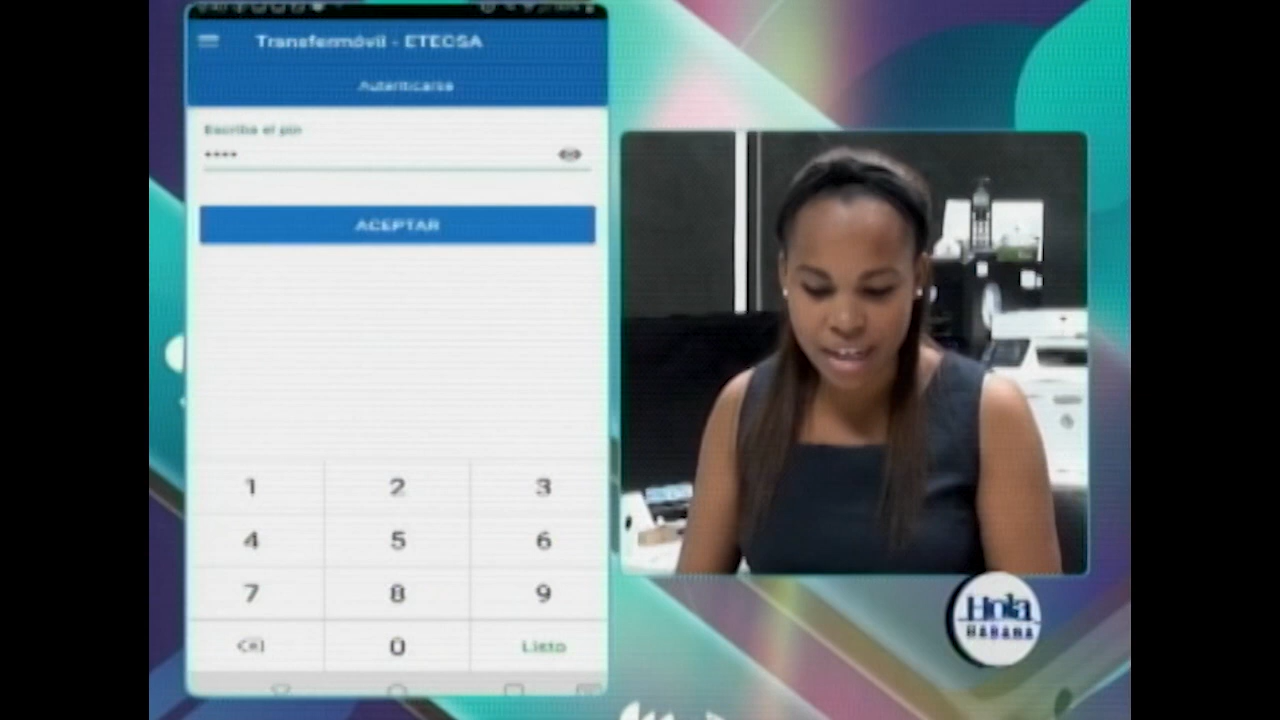 Transfermóvil - ETECSA
Autenticarse
Escriba el pin
••••
ACEPTAR
1 2 3
4 5 6
7 8 9
0 Listo
Hola
HABANA